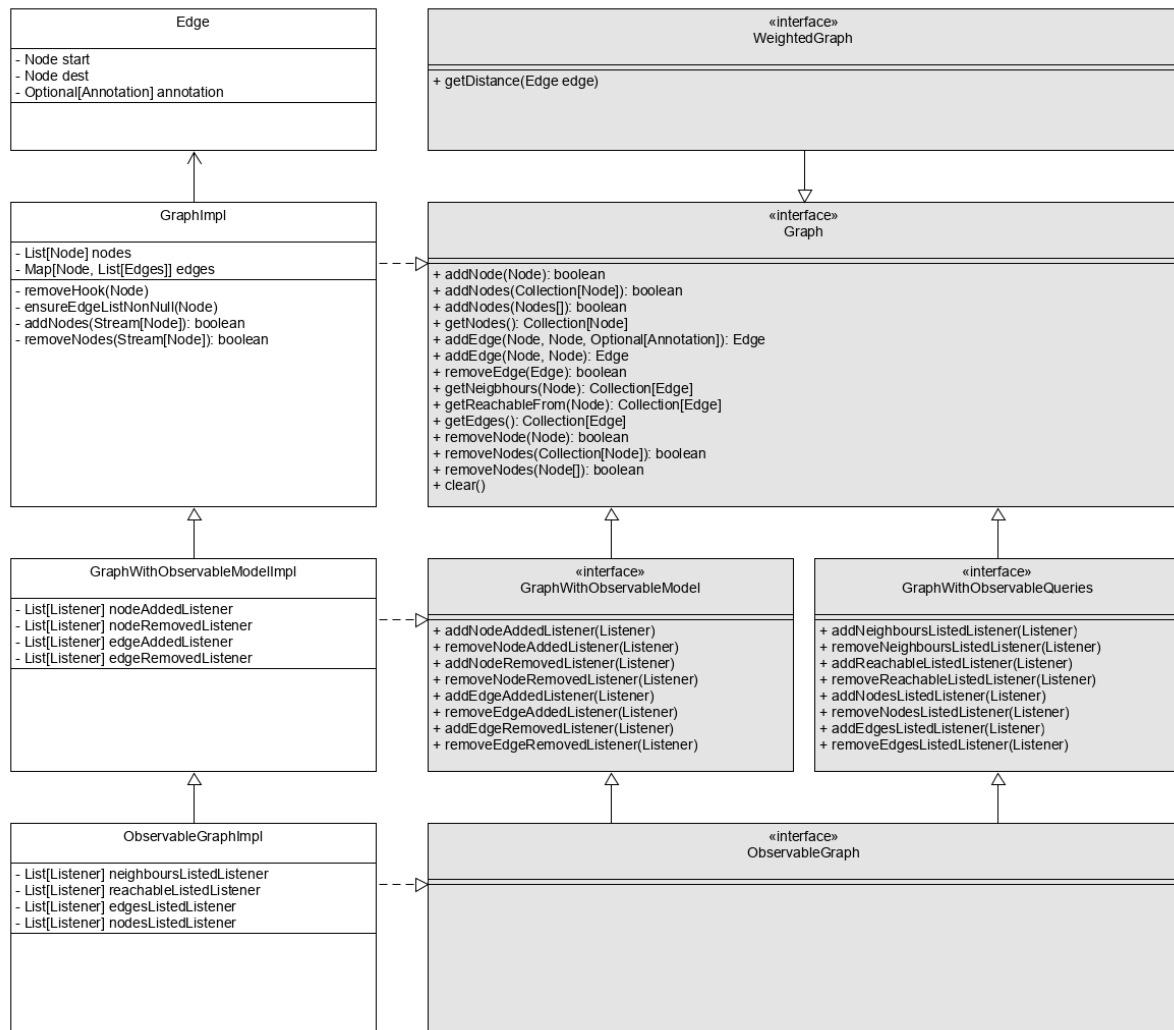 Edge
- Node start
- Node dest
- Optional[Annotation] annotation
«interface»
WeightedGraph
+ getDistance(Edge edge)
GraphImpl
- List[Node] nodes
- Map[Node, List[Edges]] edges
- removeHook(Node)
- ensureEdgeListNonNull(Node)
- addNodes(Stream[Node]): boolean
- removeNodes(Stream[Node]): boolean
«interface»
Graph
+ addNode(Node): boolean
+ addNodes(Collection[Node]): boolean
+ addNodes(Nodes[]): boolean
+ getNodes(): Collection[Node]
+ addEdge(Node, Node, Optional[Annotation]): Edge
+ addEdge(Node, Node): Edge
+ removeEdge(Edge): boolean
+ getNeigbhours(Node): Collection[Edge]
+ getReachableFrom(Node): Collection[Edge]
+ getEdges(): Collection[Edge]
+ removeNode(Node): boolean
+ removeNodes(Collection[Node]): boolean
+ removeNodes(Node[]): boolean
+ clear()
GraphWithObservableModelImpl
- List[Listener] nodeAddedListener
- List[Listener] nodeRemovedListener
- List[Listener] edgeAddedListener
- List[Listener] edgeRemovedListener
«interface»
GraphWithObservableModel
+ addNodeAddedListener(Listener)
+ removeNodeAddedListener(Listener)
+ addNodeRemovedListener(Listener)
+ removeNodeRemovedListener(Listener)
+ addEdgeAddedListener(Listener)
+ removeEdgeAddedListener(Listener)
+ addEdgeRemovedListener(Listener)
+ removeEdgeRemovedListener(Listener)
«interface»
GraphWithObservableQueries
+ addNeighboursListedListener(Listener)
+ removeNeighboursListedListener(Listener)
+ addReachableListedListener(Listener)
+ removeReachableListedListener(Listener)
+ addNodesListedListener(Listener)
+ removeNodesListedListener(Listener)
+ addEdgesListedListener(Listener)
+ removeEdgesListedListener(Listener)
ObservableGraphImpl
- List[Listener] neighboursListedListener
- List[Listener] reachableListedListener
- List[Listener] edgesListedListener
- List[Listener] nodesListedListener
«interface»
ObservableGraph